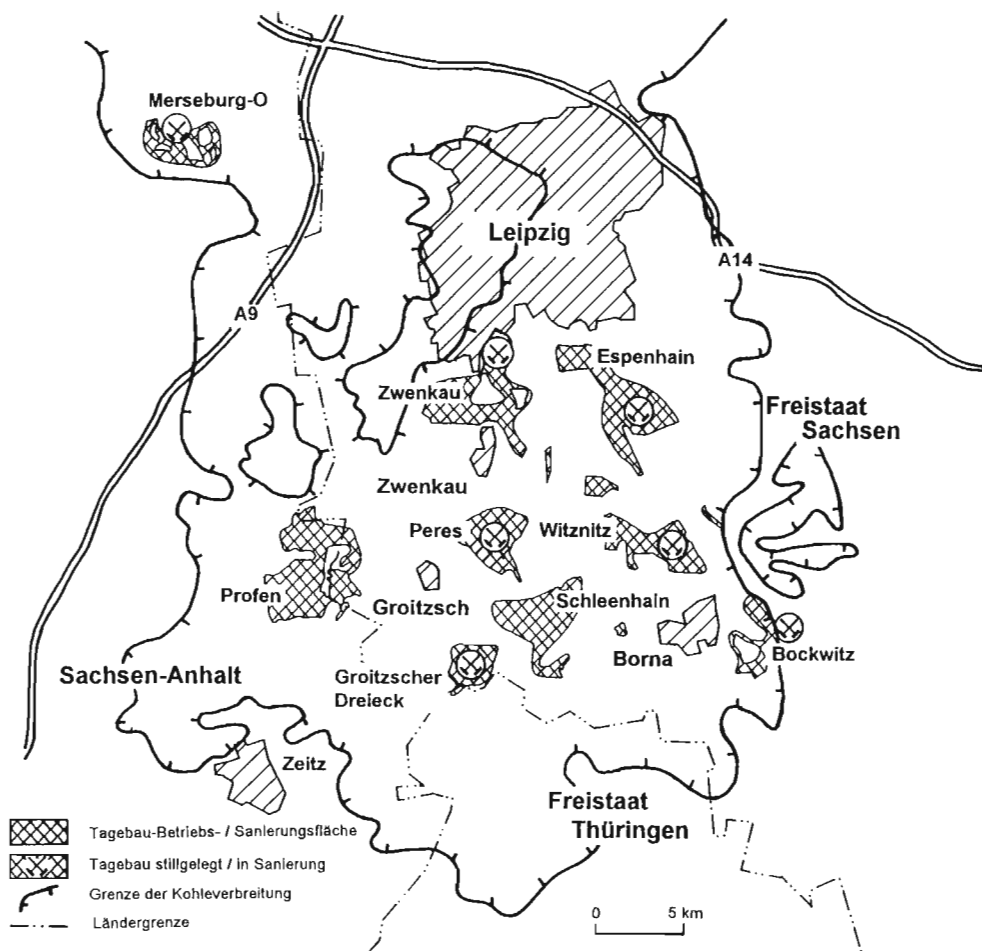 Merseburg-O
Leipzig
A14
A9
Espenhain
Zwenkau
Freistaat
Sachsen
Zwenkau
Peres
Witznitz
Profen
Groitzsch
Schleenhain
Borna
Bockwitz
Sachsen-Anhalt
Groitzscher
Dreieck
Zeitz
Freistaat
Thüringen
Tagebau-Betriebs- / Sanierungsfläche
Tagebau stillgelegt / in Sanierung
Grenze der Kohleverbreitung
Ländergrenze
0 5 km